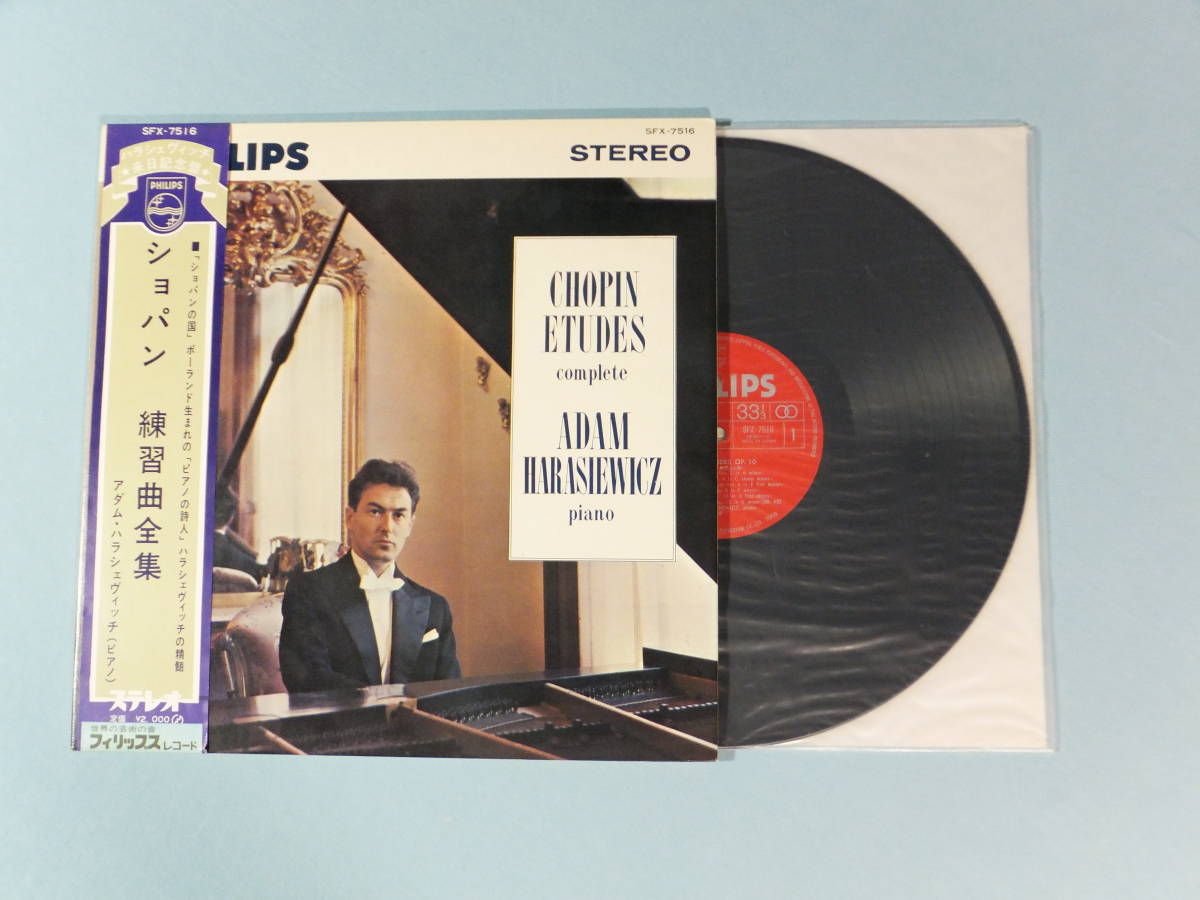 SFX-7516
ハラシェヴィッチ
★来日記念盤★
PHILIPS
■「ショパンの国」ポーランド生まれの「ピアノの詩人」ハラシェヴィッチの精髄
ショパン 練習曲全集
アダム・ハラシェヴィッチ(ピアノ)
ステレオ
定価 ¥2,000
世界の芸術の音
フィリップスレコード
LIPS
SFX-7516
STEREO
CHOPIN
ETUDES
complete
ADAM
HARASIEWICZ
piano
LIPS
33 1/3
SFX-7516
1
OP. 10